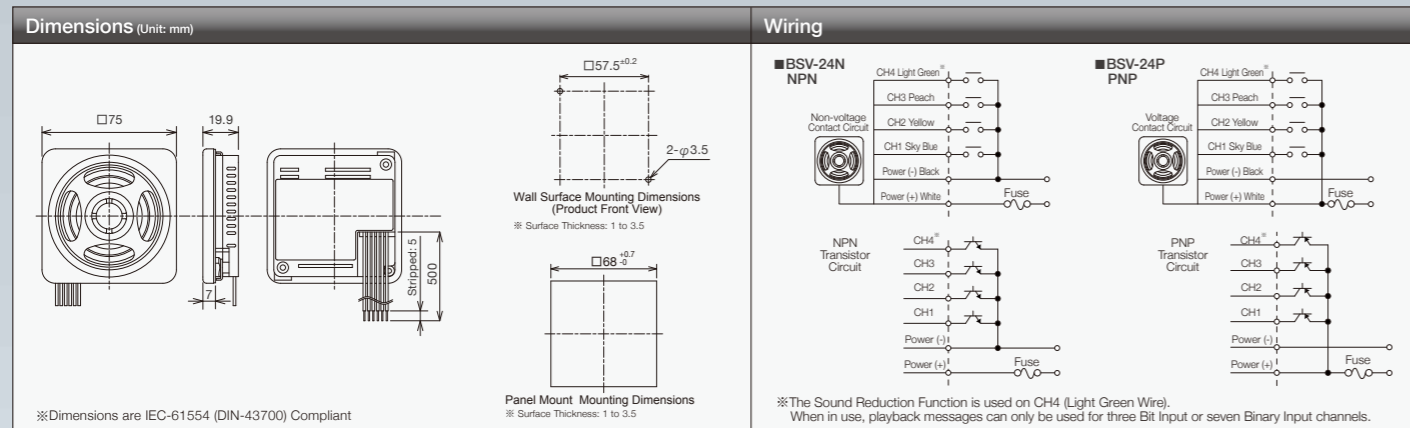 Dimensions (Unit: mm)
□75
19.9
7
Stripped: 5
500
□57.5±0.2
2-φ3.5
Wall Surface Mounting Dimensions
(Product Front View)
※ Surface Thickness: 1 to 3.5
□68 +0.7 -0
Panel Mount Mounting Dimensions
※ Surface Thickness: 1 to 3.5
※Dimensions are IEC-61554 (DIN-43700) Compliant
Wiring
■BSV-24N
NPN
Non-voltage
Contact Circuit
CH4 Light Green※
CH3 Peach
CH2 Yellow
CH1 Sky Blue
Power (-) Black
Power (+) White
Fuse
NPN
Transistor
Circuit
CH4※
CH3
CH2
CH1
Power (-)
Power (+)
Fuse
■BSV-24P
PNP
Voltage
Contact Circuit
CH4 Light Green※
CH3 Peach
CH2 Yellow
CH1 Sky Blue
Power (-) Black
Power (+) White
Fuse
PNP
Transistor
Circuit
CH4※
CH3
CH2
CH1
Power (-)
Power (+)
Fuse
※The Sound Reduction Function is used on CH4 (Light Green Wire).
When in use, playback messages can only be used for three Bit Input or seven Binary Input channels.